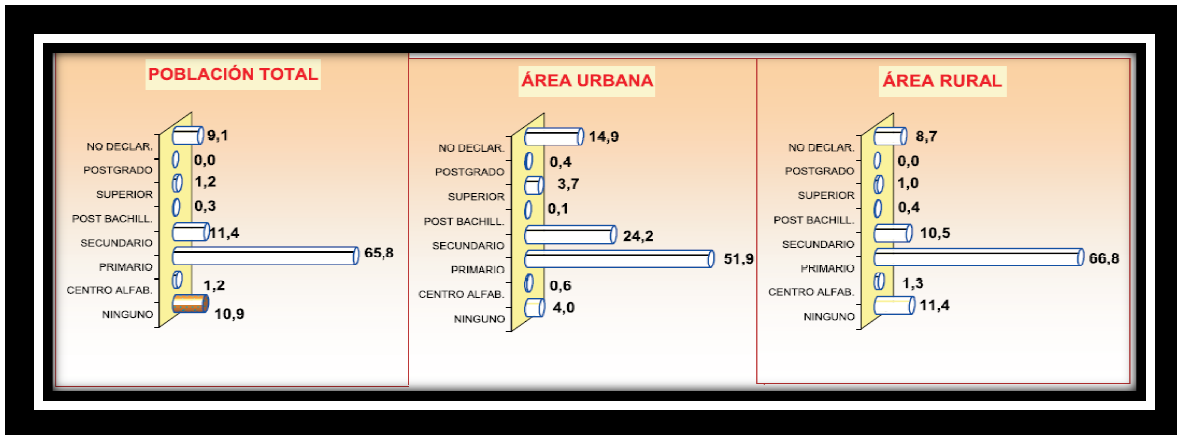 POBLACIÓN TOTAL
NO DECLAR. 9,1
POSTGRADO 0,0
SUPERIOR 1,2
POST BACHILL. 0,3
SECUNDARIO 11,4
PRIMARIO 65,8
CENTRO ALFAB. 1,2
NINGUNO 10,9
ÁREA URBANA
NO DECLAR. 14,9
POSTGRADO 0,4
SUPERIOR 3,7
POST BACHILL. 0,1
SECUNDARIO 24,2
PRIMARIO 51,9
CENTRO ALFAB. 0,6
NINGUNO 4,0
ÁREA RURAL
NO DECLAR. 8,7
POSTGRADO 0,0
SUPERIOR 1,0
POST BACHILL. 0,4
SECUNDARIO 10,5
PRIMARIO 66,8
CENTRO ALFAB. 1,3
NINGUNO 11,4